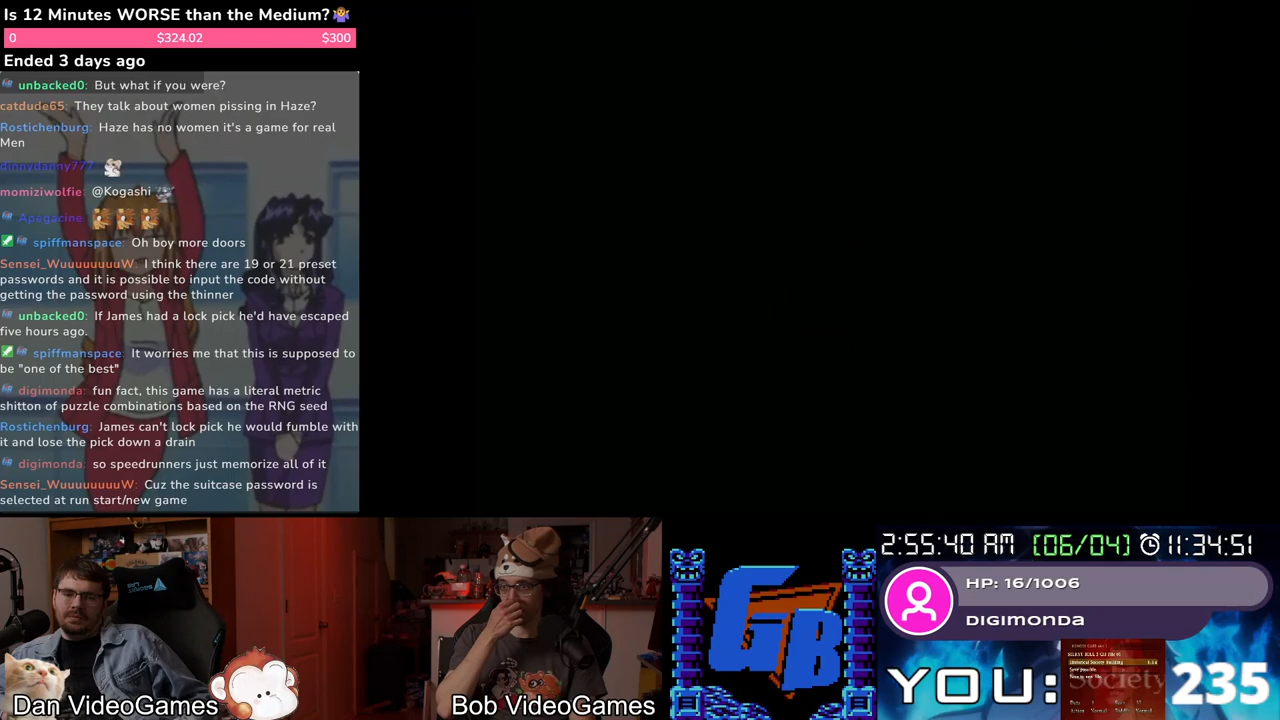 Is 12 Minutes WORSE than the Medium?🤷
0 $324.02 $300
Ended 3 days ago
unbacked0: But what if you were?
catdude65: They talk about women pissing in Haze?
Rostichenburg: Haze has no women it's a game for real
Men
dinnydanny777:
momiziwolfie: @Kogashi
Apegacine:
spiffmanspace: Oh boy more doors
Sensei_WuuuuuuuuW: I think there are 19 or 21 preset
passwords and it is possible to input the code without
getting the password using the thinner
unbacked0: If James had a lock pick he'd have escaped
five hours ago.
spiffmanspace: It worries me that this is supposed to
be "one of the best"
digimonda: fun fact, this game has a literal metric
shitton of puzzle combinations based on the RNG seed
Rostichenburg: James can't lock pick he would fumble with
it and lose the pick down a drain
digimonda: so speedrunners just memorize all of it
Sensei_WuuuuuuuuW: Cuz the suitcase password is
selected at run start/new game
Dan VideoGames
Bob VideoGames
GB
2:55:40 AM [06/04] ⏰ 11:34:51
HP: 16/1006
DIGIMONDA
YOU: 235
Society